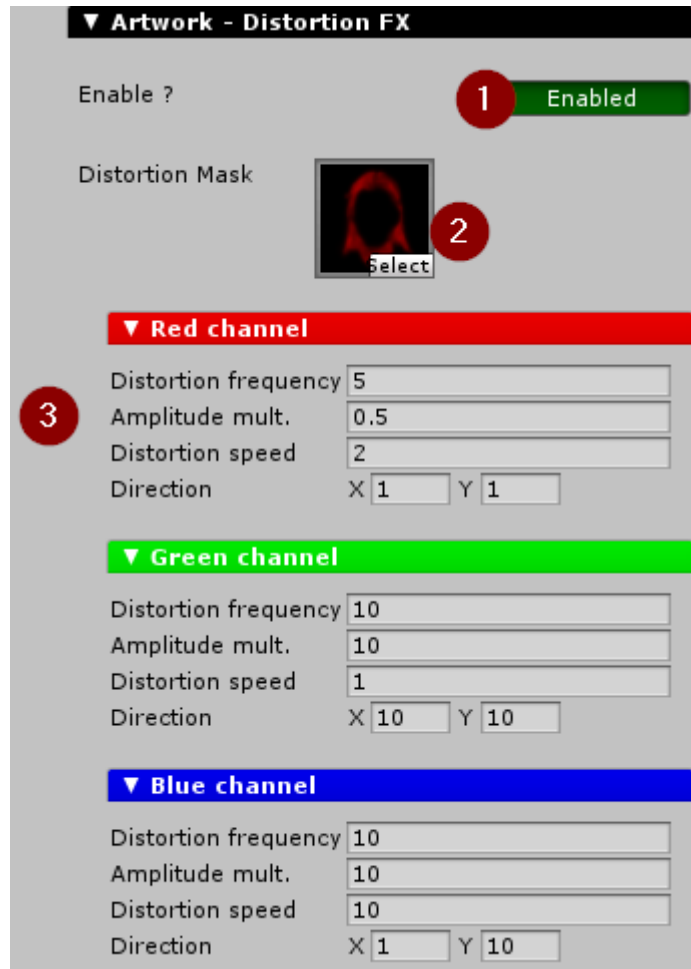 ▼ Artwork - Distortion FX
Enable ? 1 Enabled
Distortion Mask
2
Select
▼ Red channel
Distortion frequency 5
3 Amplitude mult. 0.5
Distortion speed 2
Direction X 1 Y 1
▼ Green channel
Distortion frequency 10
Amplitude mult. 10
Distortion speed 1
Direction X 10 Y 10
▼ Blue channel
Distortion frequency 10
Amplitude mult. 10
Distortion speed 10
Direction X 1 Y 10